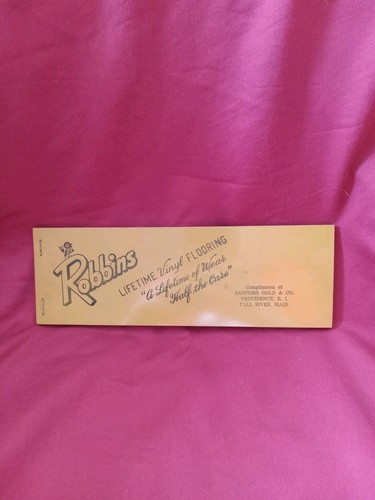 Robbins
LIFETIME Vinyl FLOORING
"A Lifetime of Wear
Half the Care"
Compliments of
SANFORD GOLD & CO.
PROVIDENCE, R. I.
FALL RIVER, MASS.